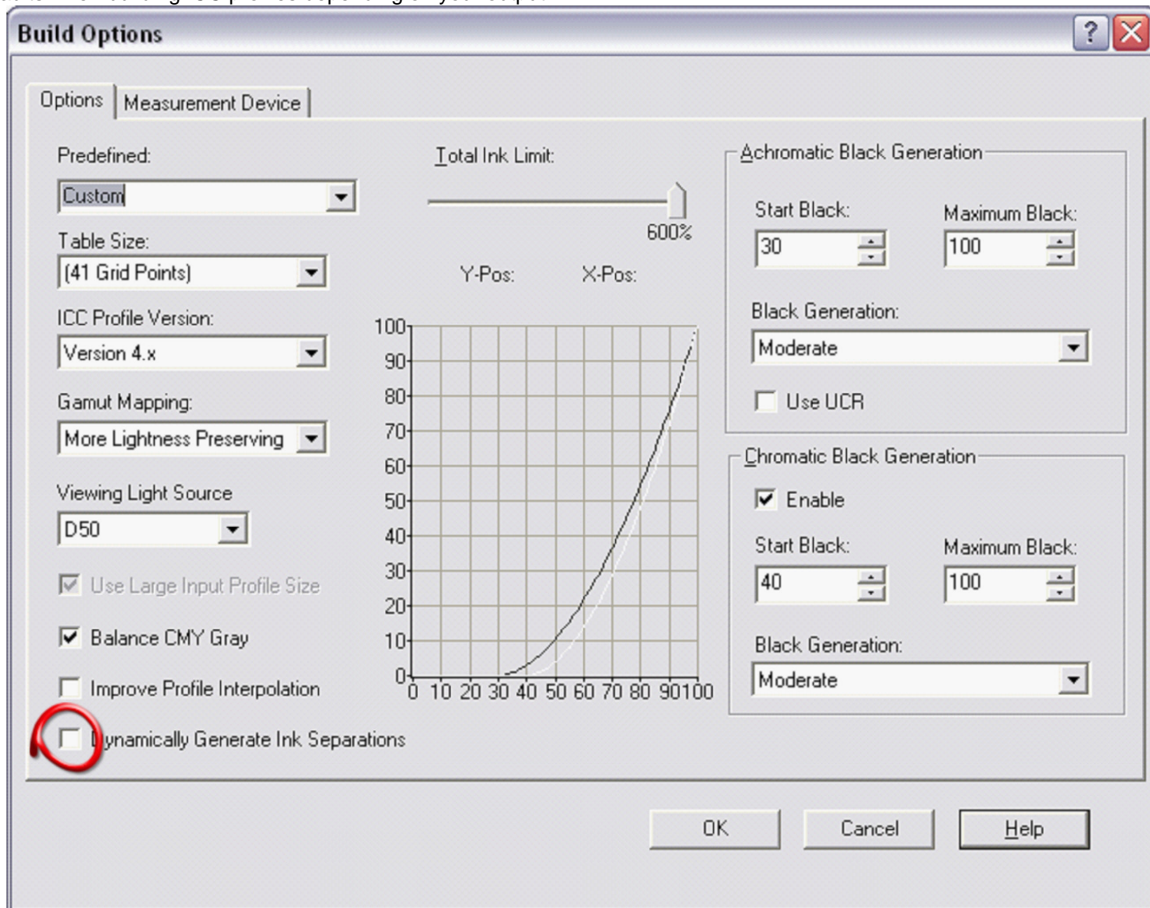 Build Options
Options
Measurement Device
Predefined:
Custom
Table Size:
(41 Grid Points)
ICC Profile Version:
Version 4.x
Gamut Mapping:
More Lightness Preserving
Viewing Light Source
D50
Use Large Input Profile Size
Balance CMY Gray
Improve Profile Interpolation
Dynamically Generate Ink Separations
Total Ink Limit:
600%
Y-Pos: X-Pos:
100
90
80
70
60
50
40
30
20
10
0
0 10 20 30 40 50 60 70 80 90 100
Achromatic Black Generation
Start Black: Maximum Black:
30 100
Black Generation:
Moderate
Use UCR
Chromatic Black Generation
Enable
Start Black: Maximum Black:
40 100
Black Generation:
Moderate
OK Cancel Help